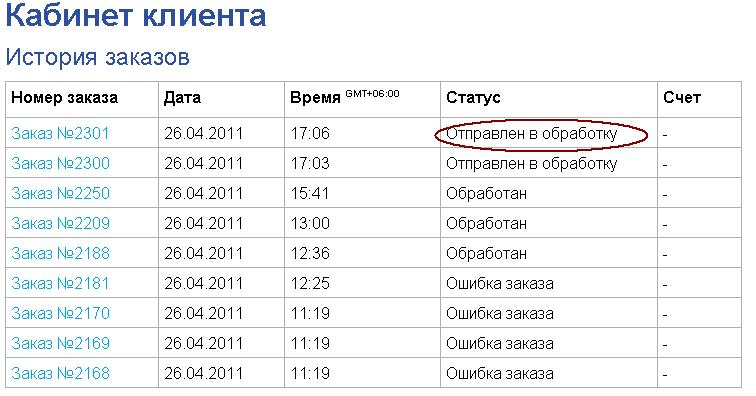 Кабинет клиента
История заказов
Номер заказа Дата Время GMT+06:00 Статус Счет
Заказ №2301 26.04.2011 17:06 Отправлен в обработку -
Заказ №2300 26.04.2011 17:03 Отправлен в обработку -
Заказ №2250 26.04.2011 15:41 Обработан -
Заказ №2209 26.04.2011 13:00 Обработан -
Заказ №2188 26.04.2011 12:36 Обработан -
Заказ №2181 26.04.2011 12:25 Ошибка заказа -
Заказ №2170 26.04.2011 11:19 Ошибка заказа -
Заказ №2169 26.04.2011 11:19 Ошибка заказа -
Заказ №2168 26.04.2011 11:19 Ошибка заказа -